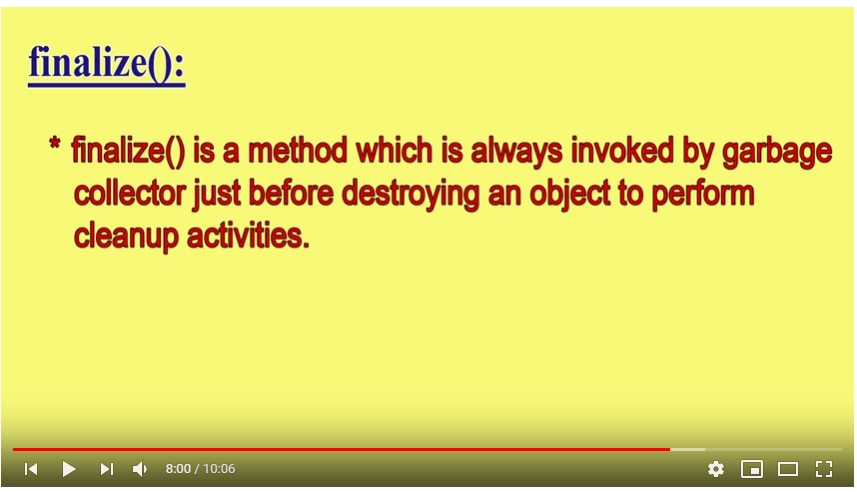 finalize():
* finalize() is a method which is always invoked by garbage
collector just before destroying an object to perform
cleanup activities.
8:00 / 10:06